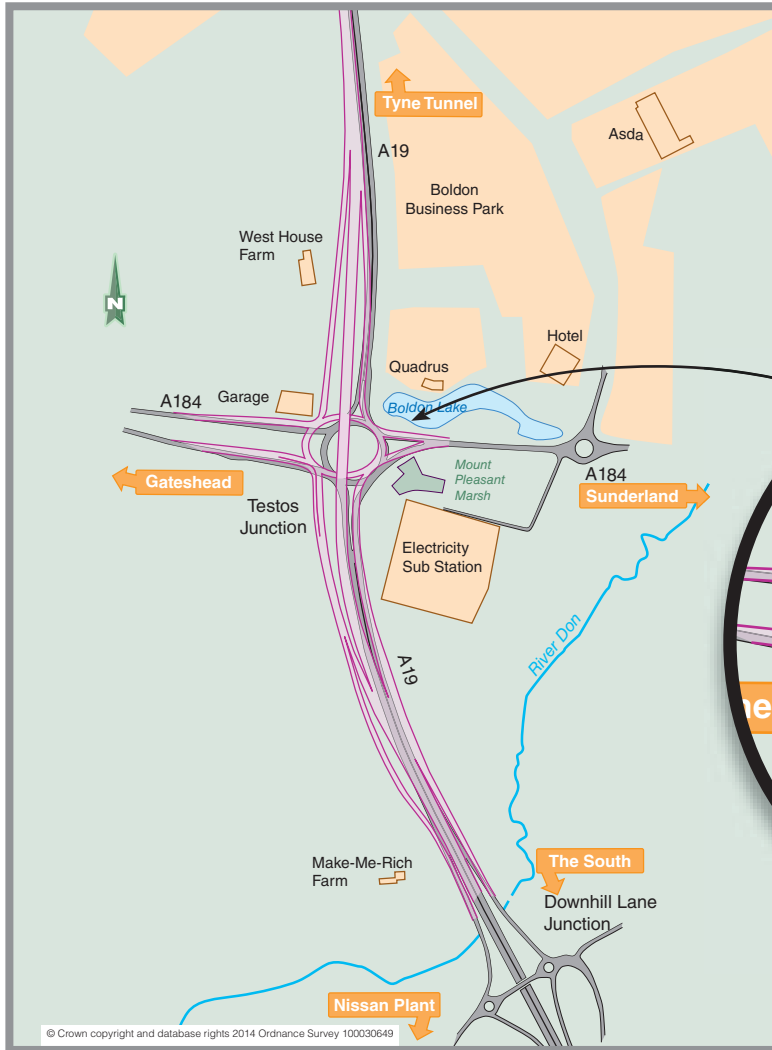 Tyne Tunnel
Asda
A19
Boldon
Business Park
West House
Farm
N
Hotel
Quadrus
Garage
A184
Boldon Lake
Mount
Pleasant
Marsh
A184
Gateshead
Sunderland
Testos
Junction
Electricity
Sub Station
River Don
A19
ne
Make-Me-Rich
Farm
The South
Downhill Lane
Junction
Nissan Plant
© Crown copyright and database rights 2014 Ordnance Survey 100030649